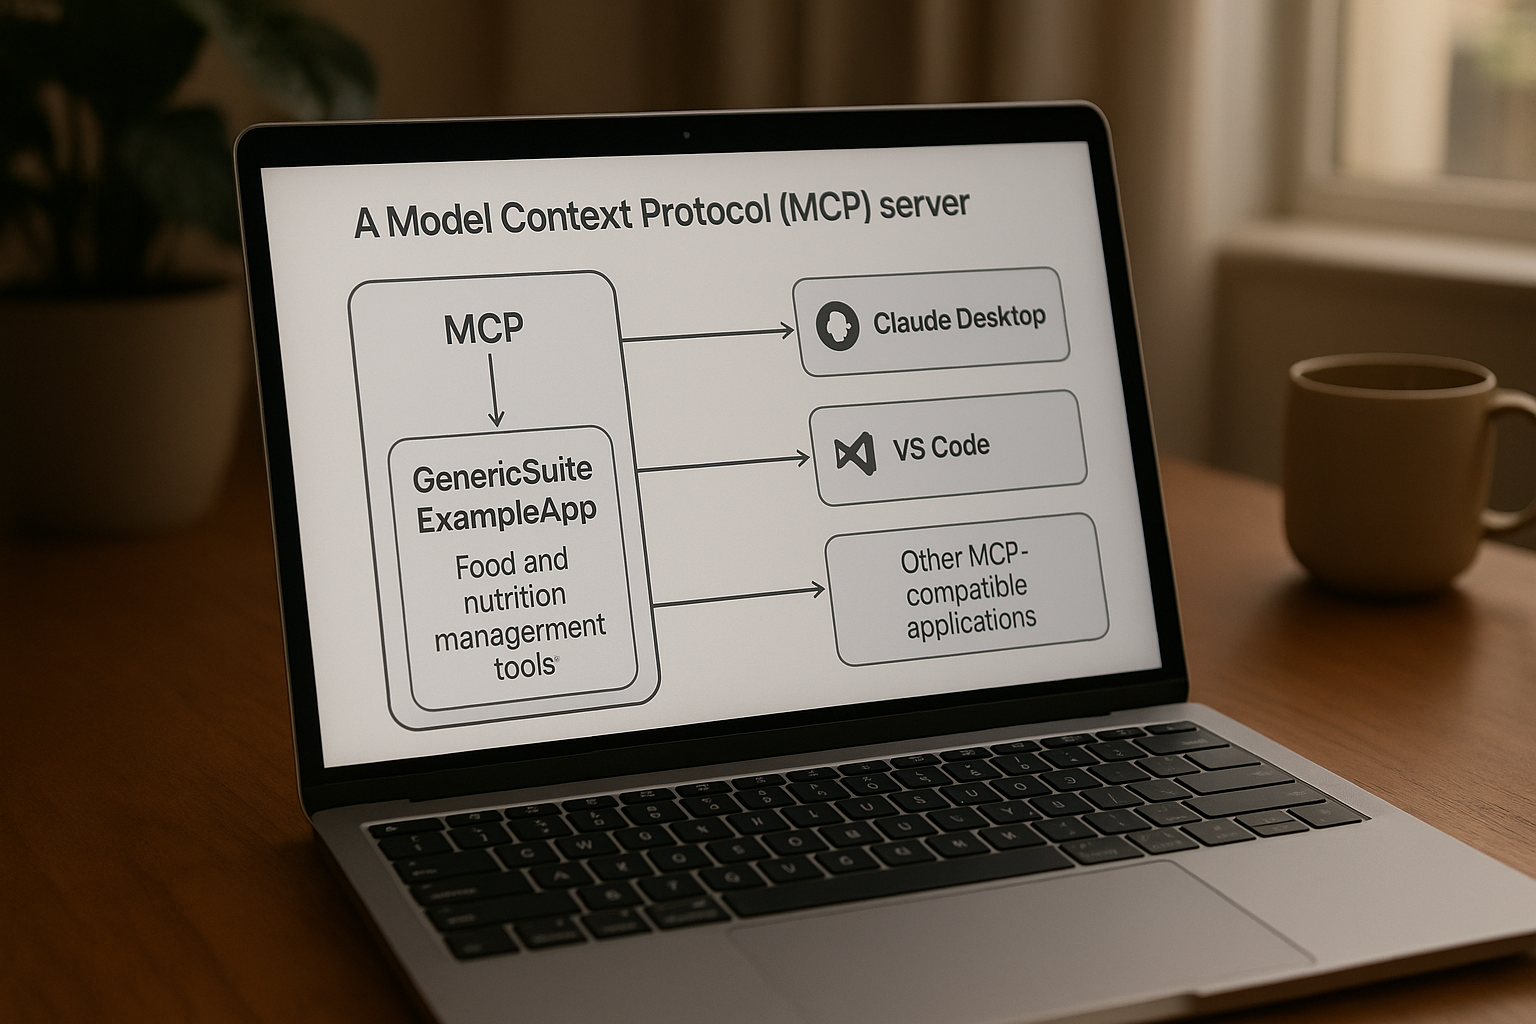 A Model Context Protocol (MCP) server
MCP
GenericSuite
ExampleApp
Food and
nutrition
managerment
tools
Claude Desktop
VS Code
Other MCP-
compatible
applications